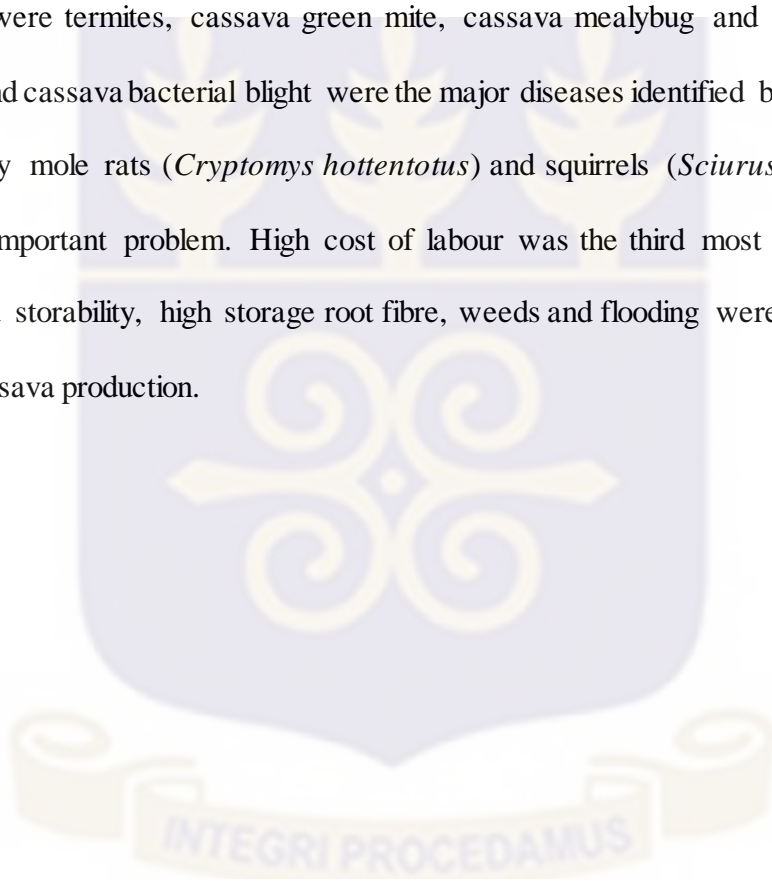 were termites, cassava green mite, cassava mealybug and
nd cassava bacterial blight were the major diseases identified b
y mole rats (Cryptomys hottentotus) and squirrels (Sciurus
mportant problem. High cost of labour was the third most
storability, high storage root fibre, weeds and flooding were
sava production.
INTEGRI PROCEDAMUS